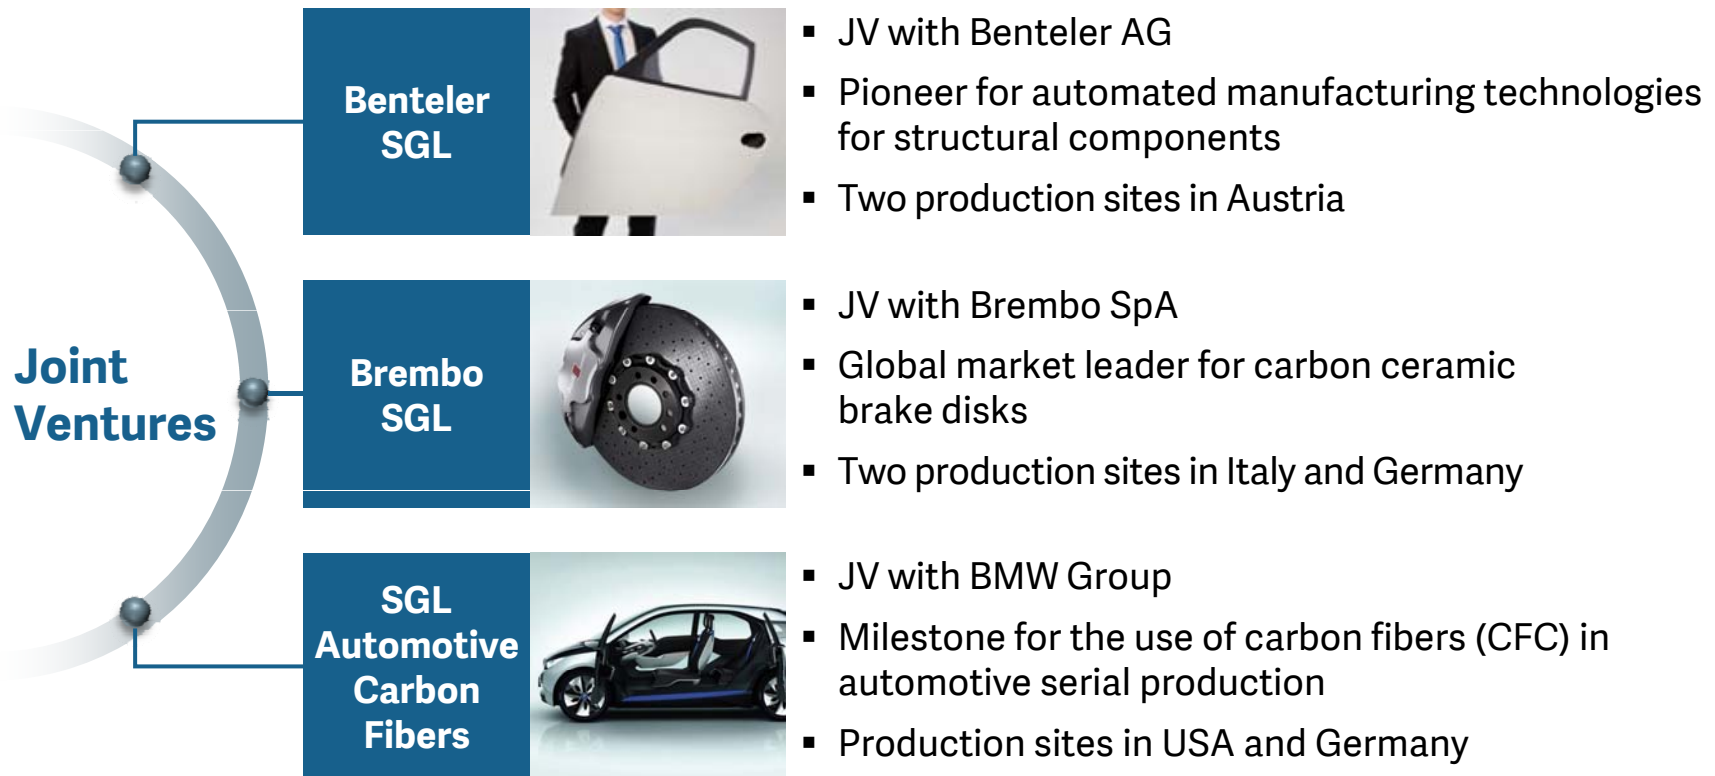 Joint
Ventures
Benteler
SGL
▪ JV with Benteler AG
▪ Pioneer for automated manufacturing technologies
for structural components
▪ Two production sites in Austria
Brembo
SGL
▪ JV with Brembo SpA
▪ Global market leader for carbon ceramic
brake disks
▪ Two production sites in Italy and Germany
SGL
Automotive
Carbon
Fibers
▪ JV with BMW Group
▪ Milestone for the use of carbon fibers (CFC) in
automotive serial production
▪ Production sites in USA and Germany